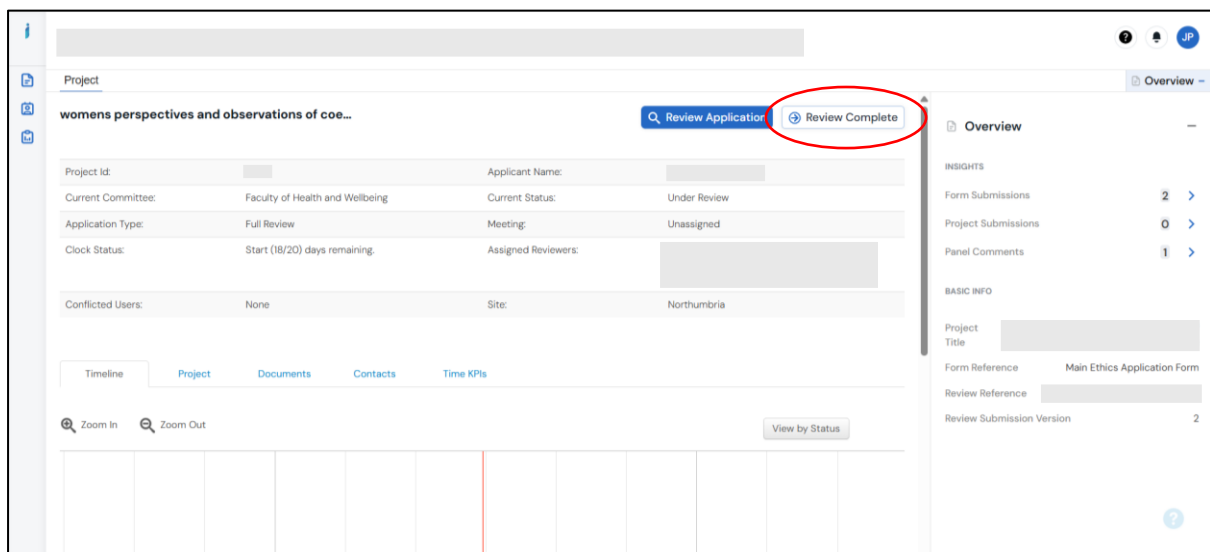 JP
Project
Overview
womens perspectives and observations of coe...
Review Application
Review Complete
Project Id:
Applicant Name:
Current Committee: Faculty of Health and Wellbeing Current Status: Under Review
Application Type: Full Review Meeting: Unassigned
Clock Status: Start (18/20) days remaining. Assigned Reviewers:
Conflicted Users: None Site: Northumbria
Timeline Project Documents Contacts Time KPIs
Zoom In Zoom Out
View by Status
Overview
INSIGHTS
Form Submissions 2
Project Submissions 0
Panel Comments 1
BASIC INFO
Project
Title
Form Reference Main Ethics Application Form
Review Reference
Review Submission Version 2